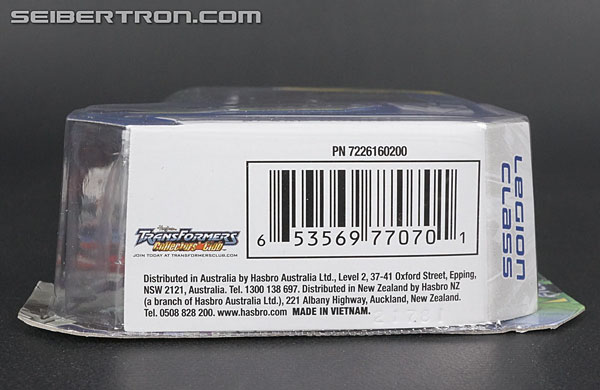 SEIBERTRON.COM
PN 7226160200
6 53569 77070 1
TRANSFORMERS
Collectors' Club
JOIN TODAY AT TRANSFORMERSCLUB.COM
Distributed in Australia by Hasbro Australia Ltd., Level 2, 37-41 Oxford Street, Epping,
NSW 2121, Australia. Tel. 1300 138 697. Distributed in New Zealand by Hasbro NZ
(a branch of Hasbro Australia Ltd.), 221 Albany Highway, Auckland, New Zealand.
Tel. 0508 828 200. www.hasbro.com MADE IN VIETNAM.
LEGION
CLASS